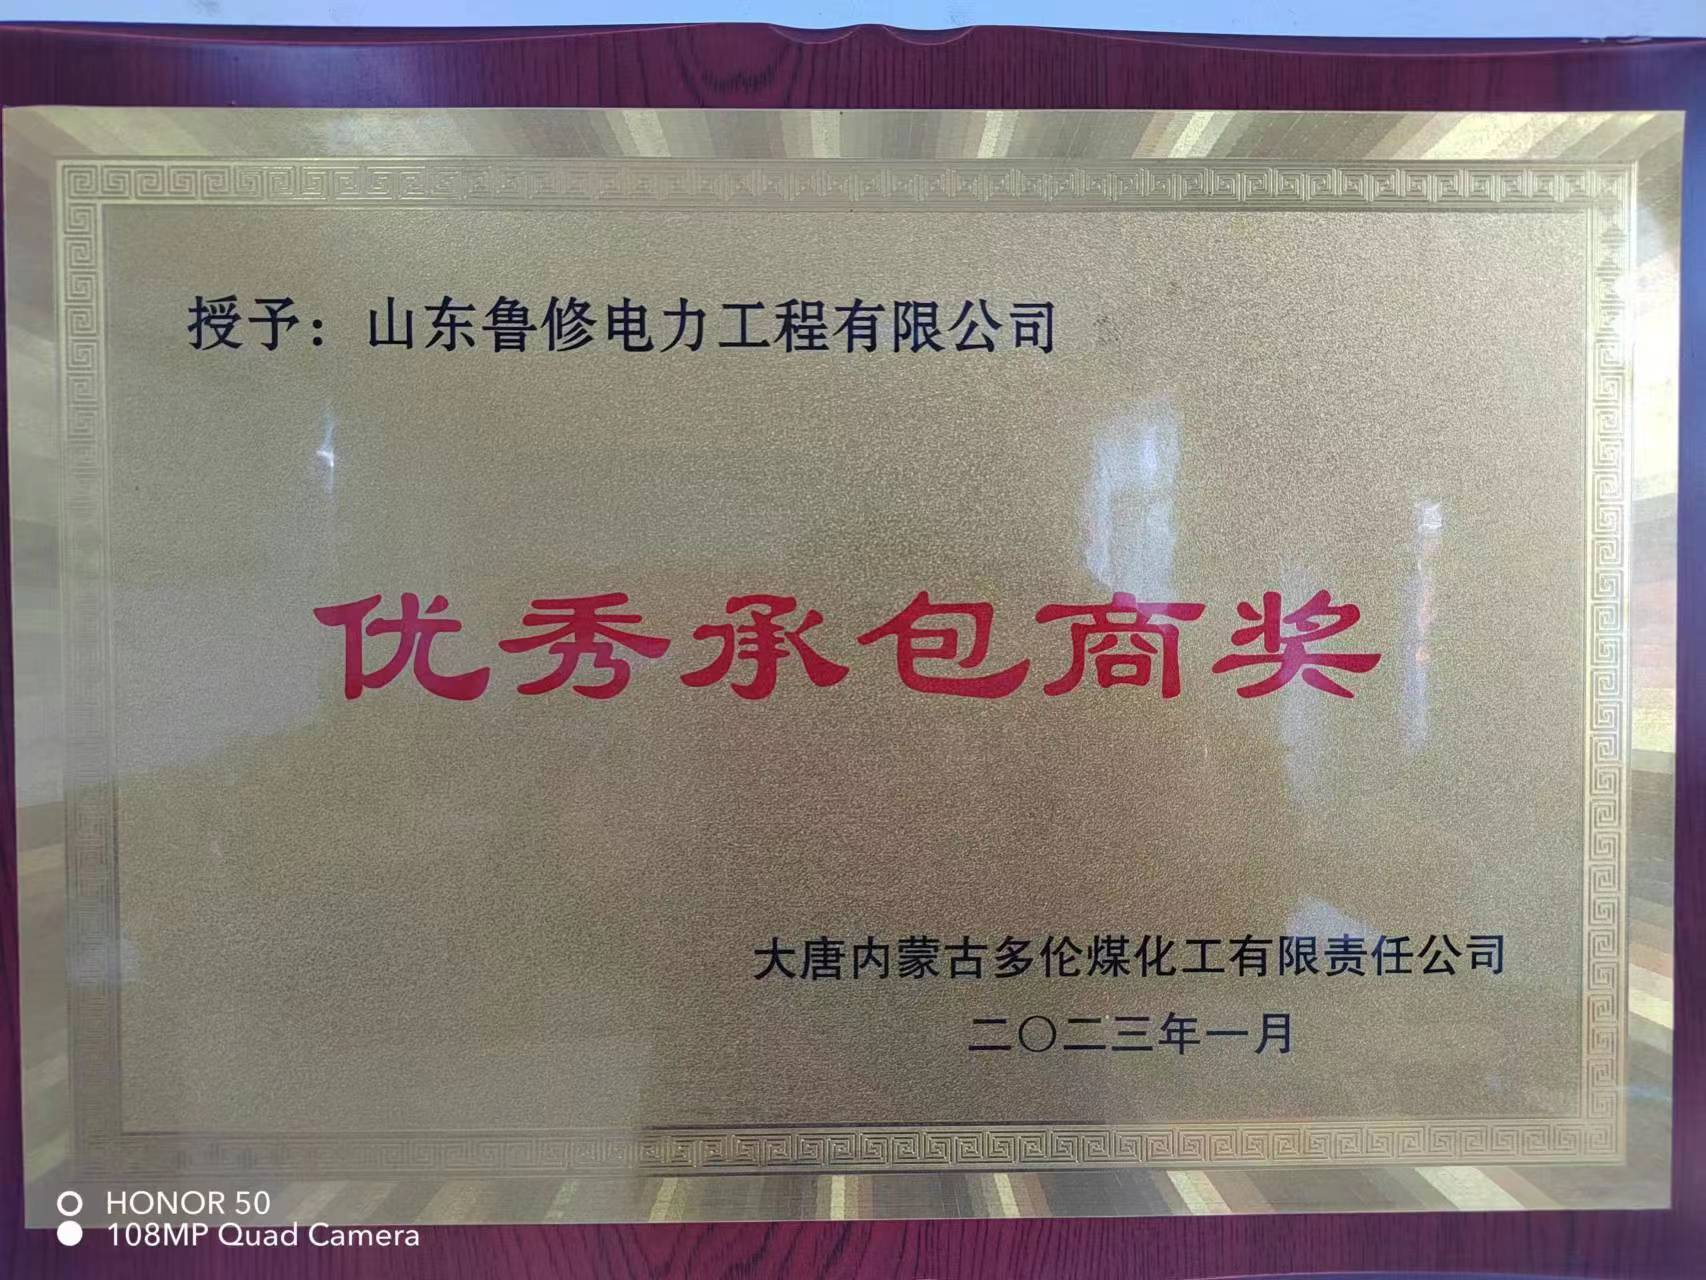 授予：山东鲁修电力工程有限公司
优秀承包商奖
大唐内蒙古多伦煤化工有限责任公司
二〇二三年一月
HONOR 50
108MP Quad Camera